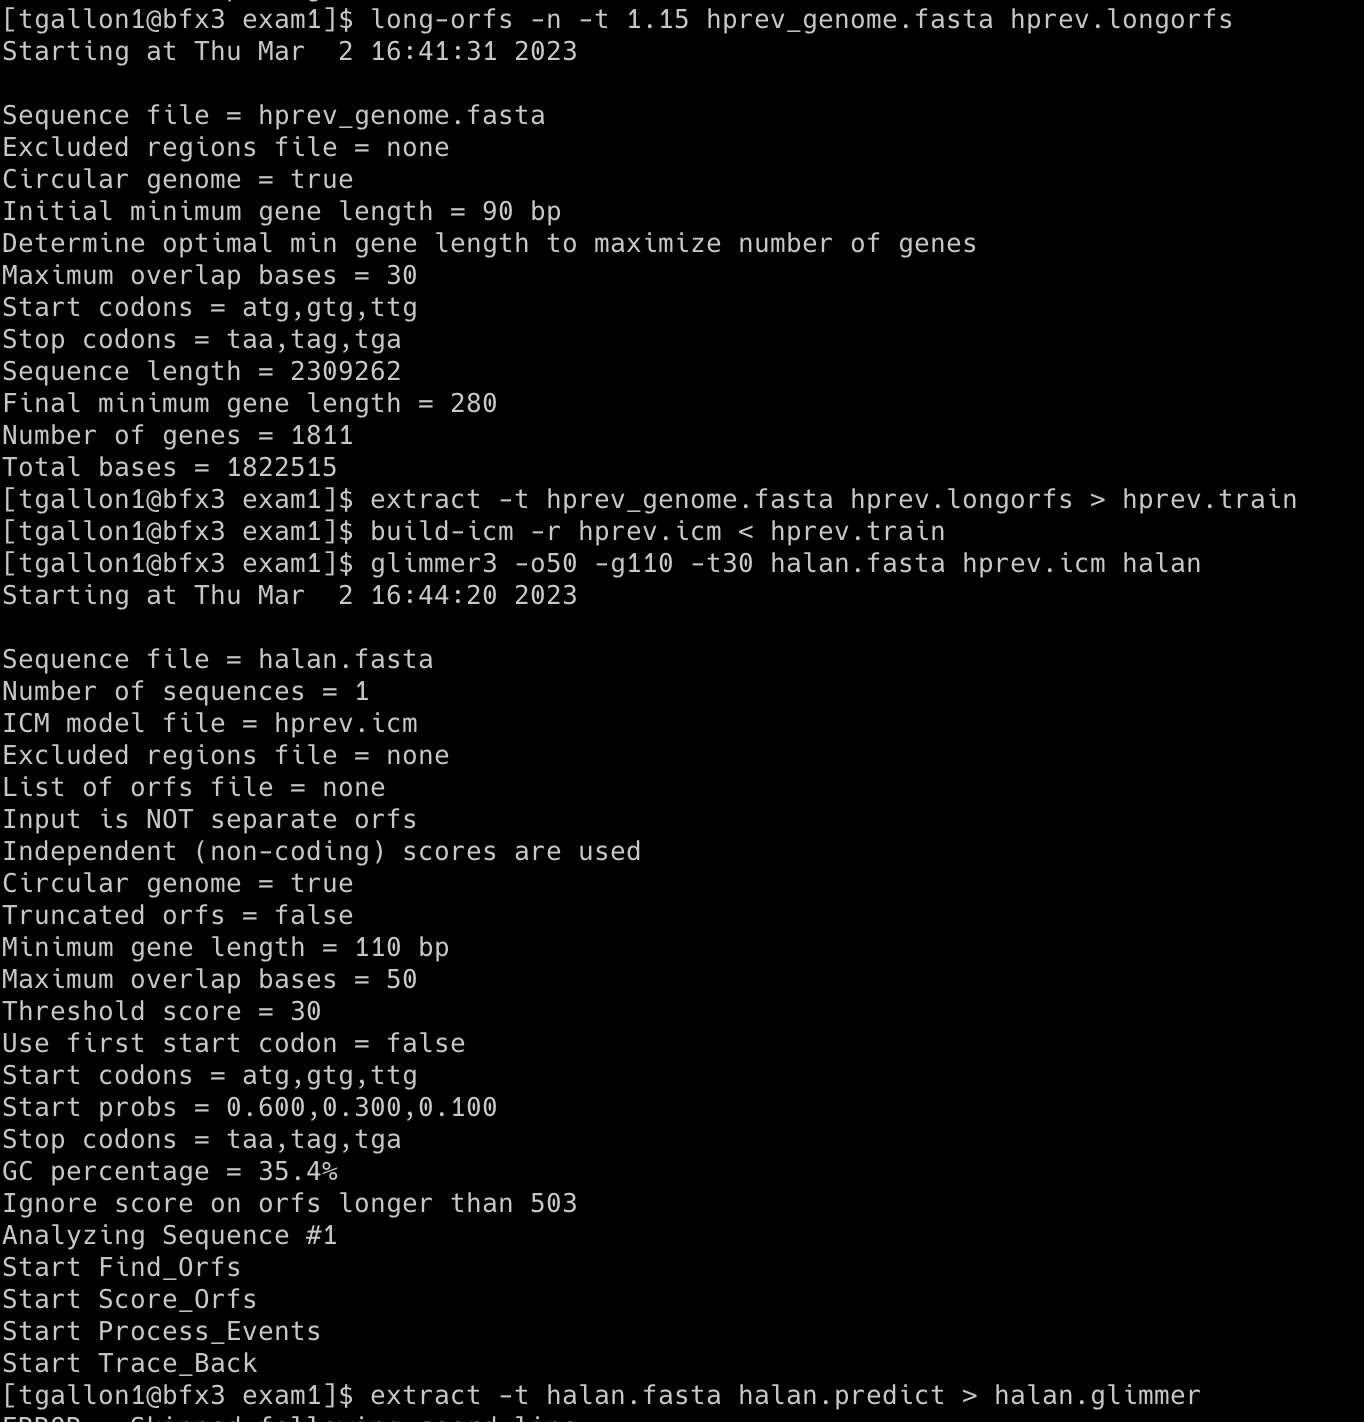 [tgallon1@bfx3 exam1]$ long-orfs -n -t 1.15 hprev_genome.fasta hprev.longorfs
Starting at Thu Mar  2 16:41:31 2023

Sequence file = hprev_genome.fasta
Excluded regions file = none
Circular genome = true
Initial minimum gene length = 90 bp
Determine optimal min gene length to maximize number of genes
Maximum overlap bases = 30
Start codons = atg,gtg,ttg
Stop codons = taa,tag,tga
Sequence length = 2309262
Final minimum gene length = 280
Number of genes = 1811
Total bases = 1822515
[tgallon1@bfx3 exam1]$ extract -t hprev_genome.fasta hprev.longorfs > hprev.train
[tgallon1@bfx3 exam1]$ build-icm -r hprev.icm < hprev.train
[tgallon1@bfx3 exam1]$ glimmer3 -o50 -g110 -t30 halan.fasta hprev.icm halan
Starting at Thu Mar  2 16:44:20 2023

Sequence file = halan.fasta
Number of sequences = 1
ICM model file = hprev.icm
Excluded regions file = none
List of orfs file = none
Input is NOT separate orfs
Independent (non-coding) scores are used
Circular genome = true
Truncated orfs = false
Minimum gene length = 110 bp
Maximum overlap bases = 50
Threshold score = 30
Use first start codon = false
Start codons = atg,gtg,ttg
Start probs = 0.600,0.300,0.100
Stop codons = taa,tag,tga
GC percentage = 35.4%
Ignore score on orfs longer than 503
Analyzing Sequence #1
Start Find_Orfs
Start Score_Orfs
Start Process_Events
Start Trace_Back
[tgallon1@bfx3 exam1]$ extract -t halan.fasta halan.predict > halan.glimmer